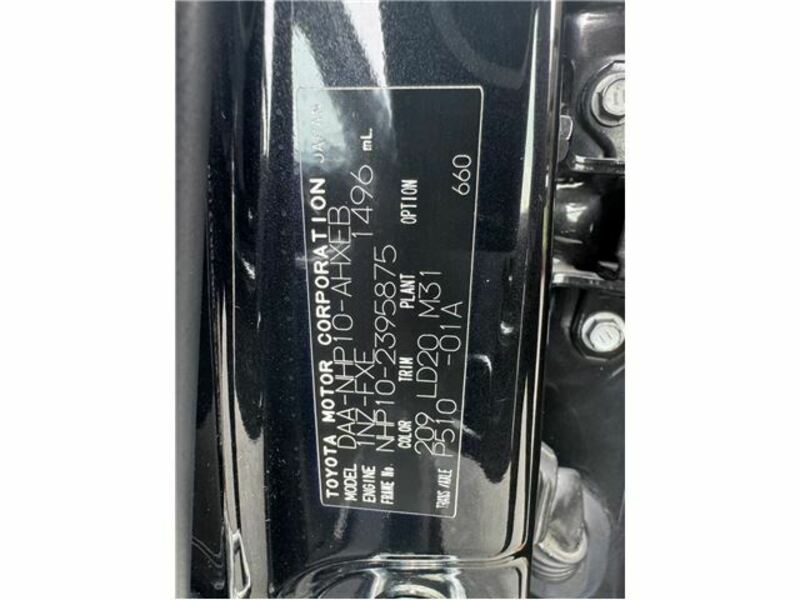 TOYOTA MOTOR CORPORATION JAPAN
MODEL DAA-NHP10-AHXEB
ENGINE 1NZ-FXE 1496 mL
FRAME No. NHP10-2395875
COLOR TRIM PLANT OPTION
209 LD20 M31
TRANS/AXLE P510 -01A 660